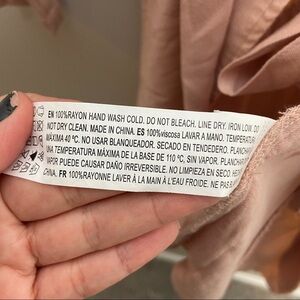 EN 100%RAYON HAND WASH COLD. DO NOT BLEACH. LINE DRY. IRON LOW. DO
NOT DRY CLEAN. MADE IN CHINA. ES 100%viscosa LAVAR A MANO. TEMPERATURA
MÁXIMA 40 ºC. NO USAR BLANQUEADOR. SECADO EN TENDEDERO. PLANCHAR
UNA TEMPERATURA MÁXIMA DE LA BASE DE 110 ºC, SIN VAPOR. PLANCHAR
VAPOR PUEDE CAUSAR DAÑO IRREVERSIBLE. NO LIMPIEZA EN SECO. HECHO
CHINA. FR 100%RAYONNE LAVER À LA MAIN À L'EAU FROIDE. NE PAS